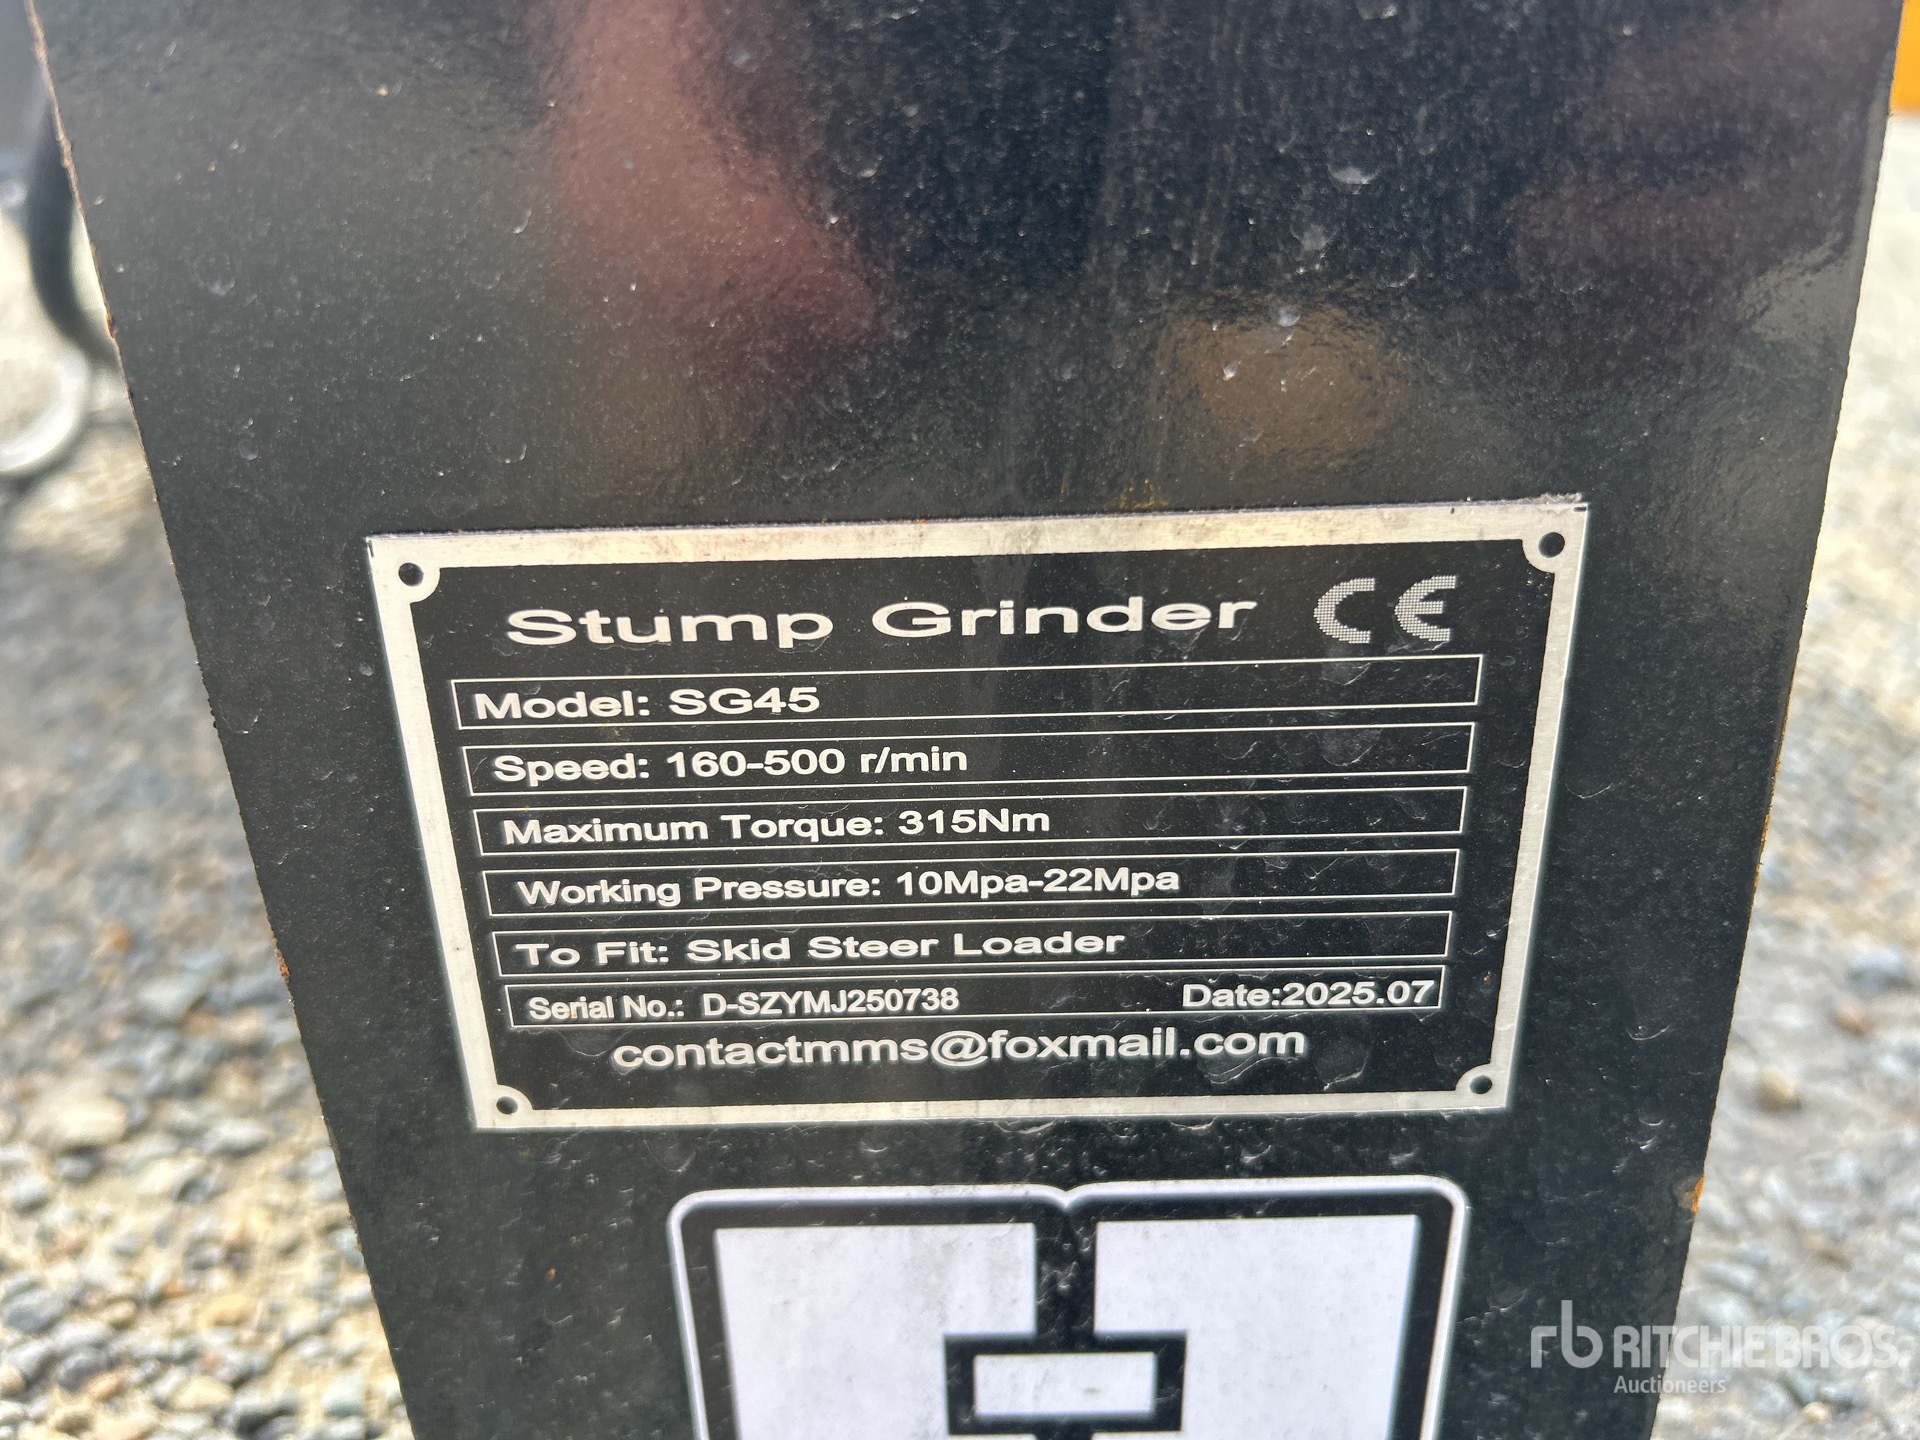 Stump Grinder CE
Model: SG45
Speed: 160-500 r/min
Maximum Torque: 315Nm
Working Pressure: 10Mpa-22Mpa
To Fit: Skid Steer Loader
Serial No.: D-SZYMJ250738 Date:2025.07
contactmms@foxmail.com
rb RITCHIE BROS.
Auctioneers